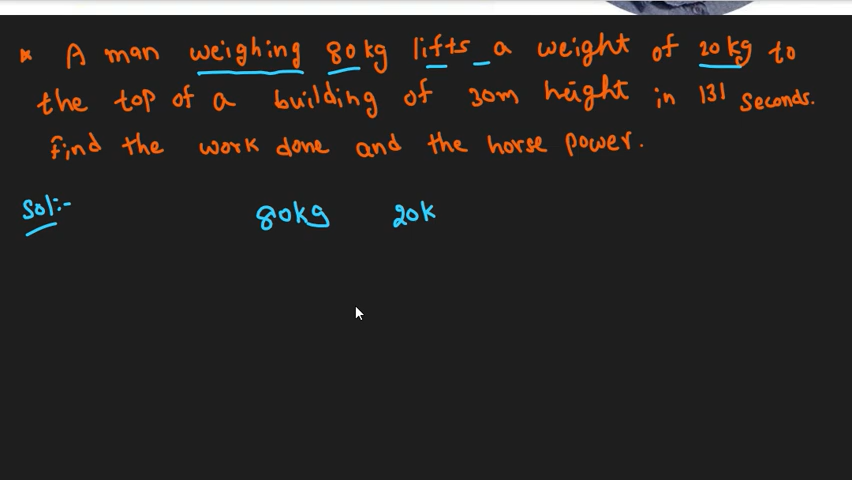 * A man weighing 80kg lifts a weight of 20kg to
the top of a building of 30m height in 131 seconds.
find the work done and the horse power.
Sol:-
80kg 20k